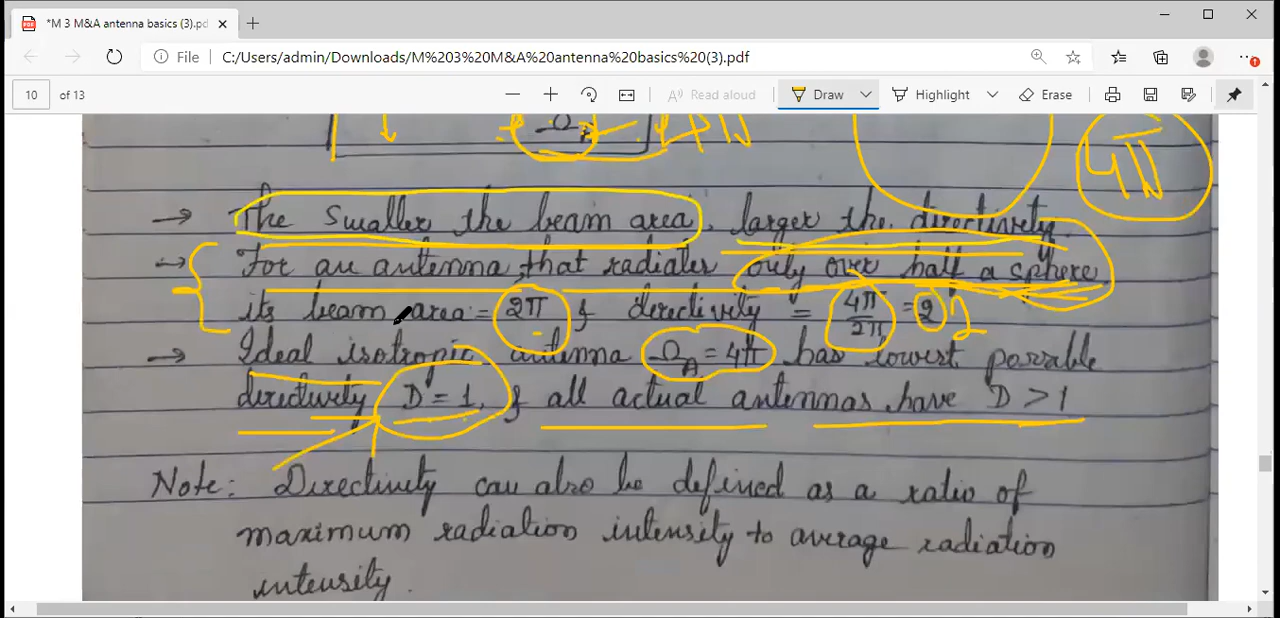 *M 3 M&A antenna basics (3).pd
File C:/Users/admin/Downloads/M%203%20M&A%20antenna%20basics%20(3).pdf
10 of 13 Read aloud Draw Highlight Erase
Ω_A 4π
4π
→ The smaller the beam area, larger the directivity.
→ For an antenna that radiates only over half a sphere
its beam area = 2π & directivity = 4π/2π = 2 2
→ Ideal isotropic antenna Ω_A = 4π has lowest possible
directivity D = 1, & all actual antennas have D > 1
Note: Directivity can also be defined as a ratio of
maximum radiation intensity to average radiation
intensity.